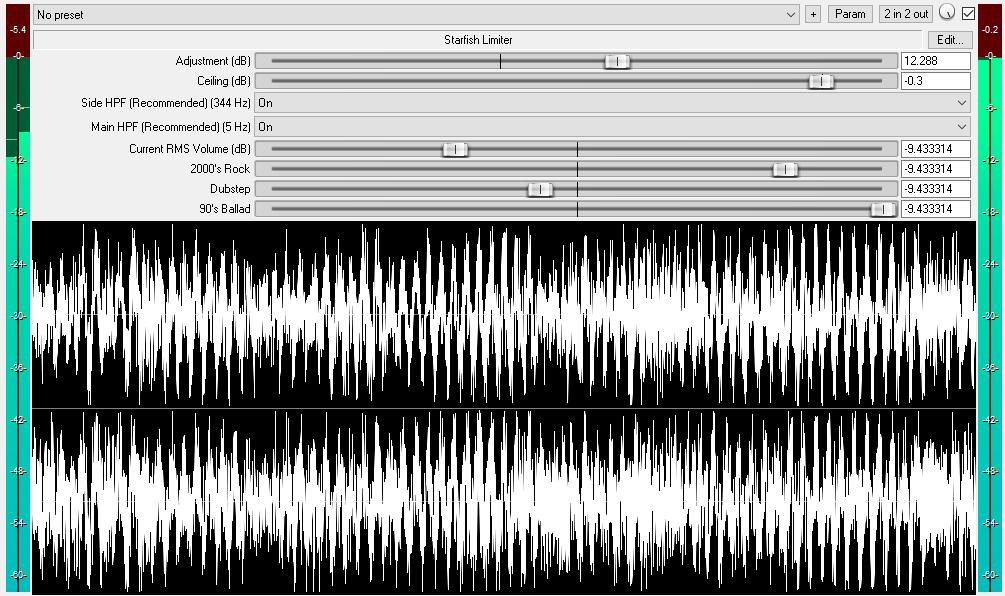 No preset
+
Param
2 in 2 out
Starfish Limiter
Edit...
Adjustment (dB) 12.288
Ceiling (dB) -0.3
Side HPF (Recommended) (344 Hz) On
Main HPF (Recommended) (5 Hz) On
Current RMS Volume (dB) -9.433314
2000's Rock -9.433314
Dubstep -9.433314
90's Ballad -9.433314
-5.4
-0-
-6-
-12-
-18-
-24-
-30-
-36-
-42-
-48-
-54-
-60-
-0.2
-0-
-6-
-12-
-18-
-24-
-30-
-36-
-42-
-48-
-54-
-60-